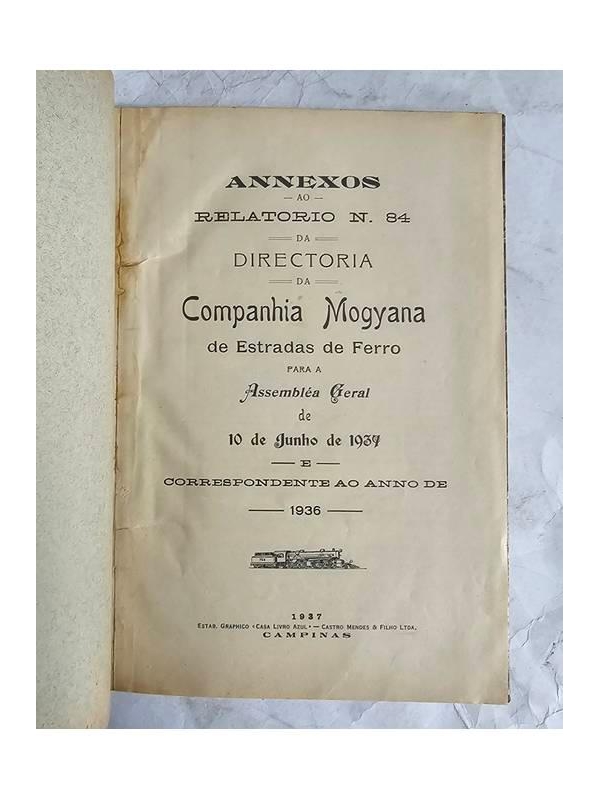 ANNEXOS
— AO —
RELATORIO N. 84
DA
DIRECTORIA
DA
Companhia Mogyana
de Estradas de Ferro
PARA A
Assembléa Geral
de
10 de Junho de 1937
— E —
CORRESPONDENTE AO ANNO DE
— 1936 —
1937
ESTAB. GRAPHICO «CASA LIVRO AZUL» — CASTRO MENDES & FILHO LTDA.
CAMPINAS